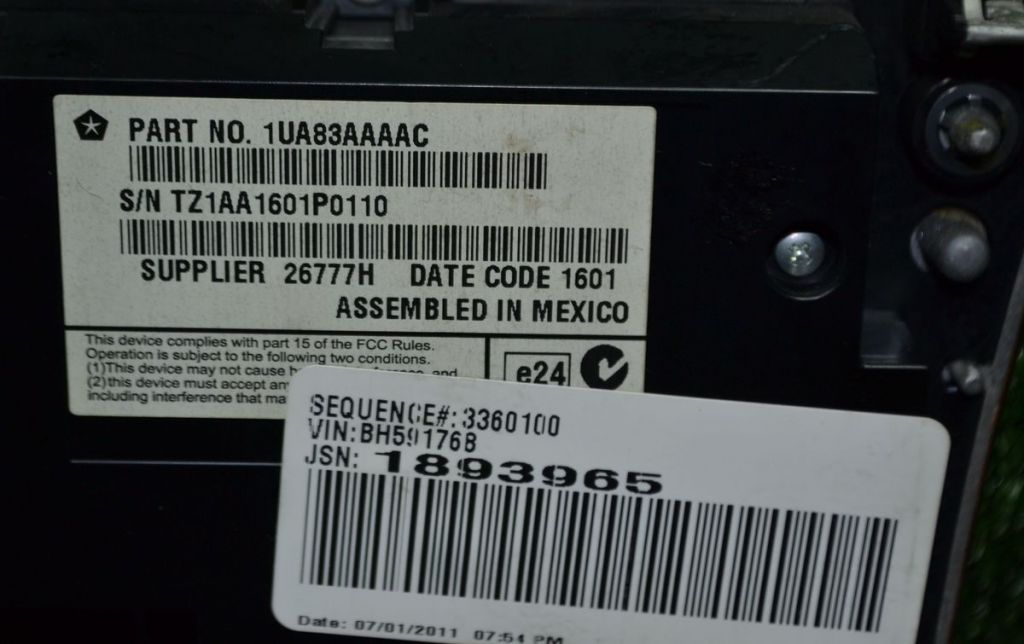 PART NO. 1UA83AAAAC
S/N TZ1AA1601P0110
SUPPLIER 26777H DATE CODE 1601
ASSEMBLED IN MEXICO
This device complies with part 15 of the FCC Rules.
Operation is subject to the following two conditions.
(1)This device may not cause and
(2)this device must accept
including interference that
e24
SEQUENCE#: 3360100
VIN: BH591768
JSN: 1893965
Date: 07/01/2011 07:54 PM